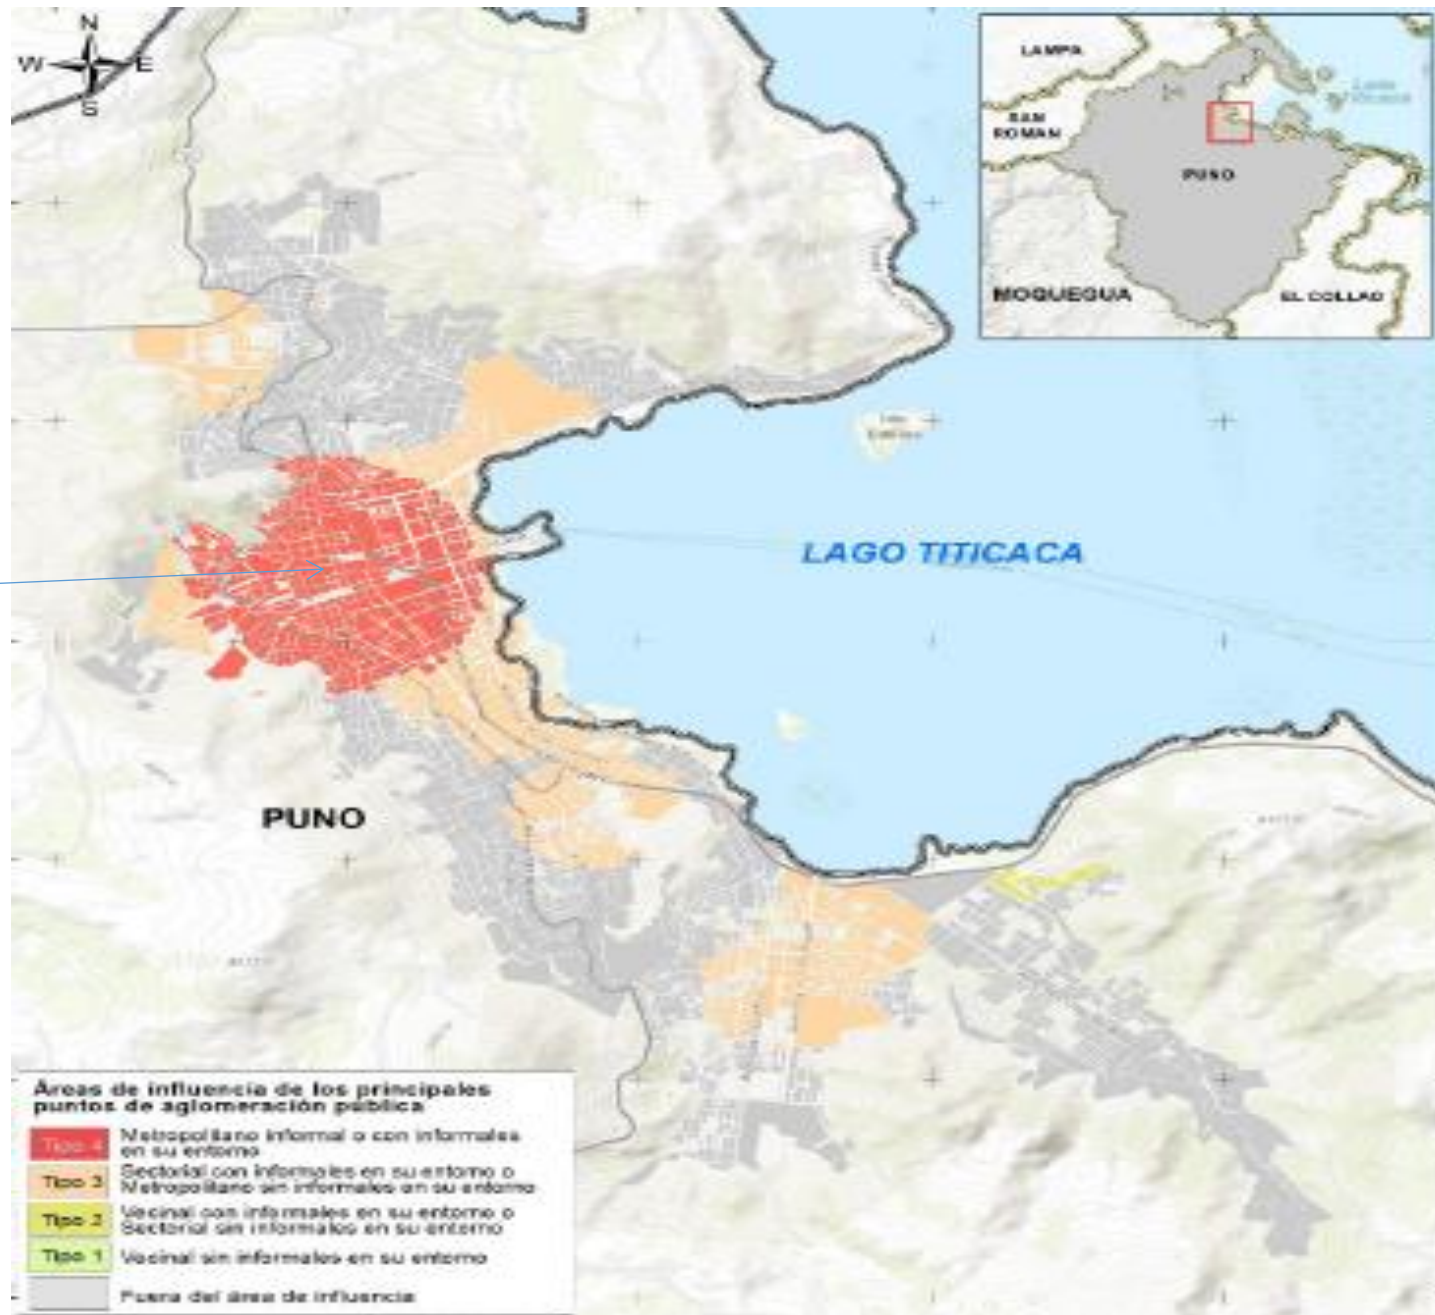 N
W E
S
LAMPA
SAN
ROMAN
Lago
Titicaca
PUNO
MOQUEGUA
EL COLLAO
LAGO TITICACA
PUNO
Áreas de influencia de los principales
puntos de aglomeración pública
Tipo 4 Metropolitano informal o con informales
en su entorno
Tipo 3 Sectorial con informales en su entorno o
Metropolitano sin informales en su entorno
Tipo 2 Vecinal con informales en su entorno o
Sectorial sin informales en su entorno
Tipo 1 Vecinal sin informales en su entorno
Fuera del área de influencia